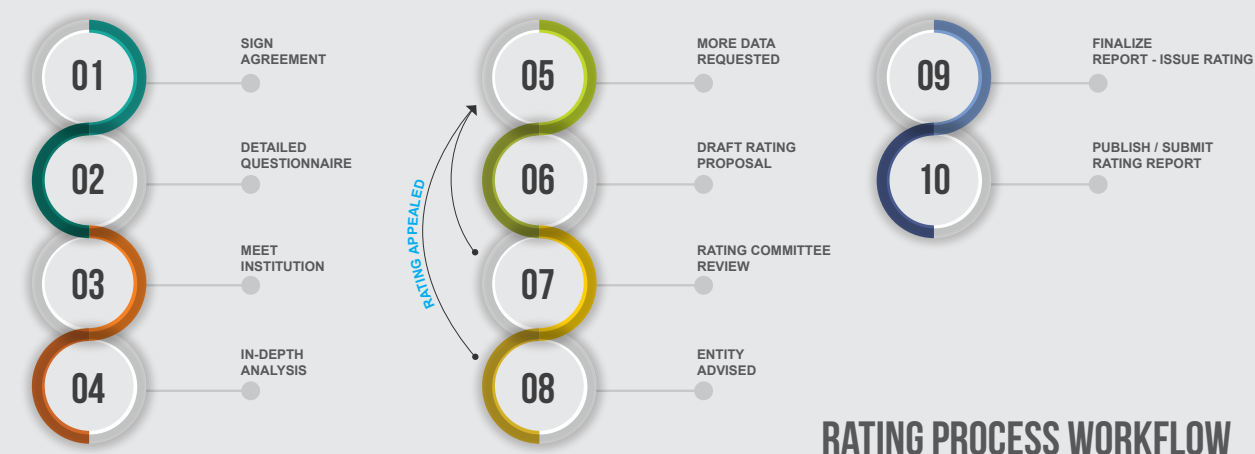 01
SIGN
AGREEMENT
02
DETAILED
QUESTIONNAIRE
03
MEET
INSTITUTION
04
IN-DEPTH
ANALYSIS
RATING APPEALED
05
MORE DATA
REQUESTED
06
DRAFT RATING
PROPOSAL
07
RATING COMMITTEE
REVIEW
08
ENTITY
ADVISED
09
FINALIZE
REPORT - ISSUE RATING
10
PUBLISH / SUBMIT
RATING REPORT
RATING PROCESS WORKFLOW